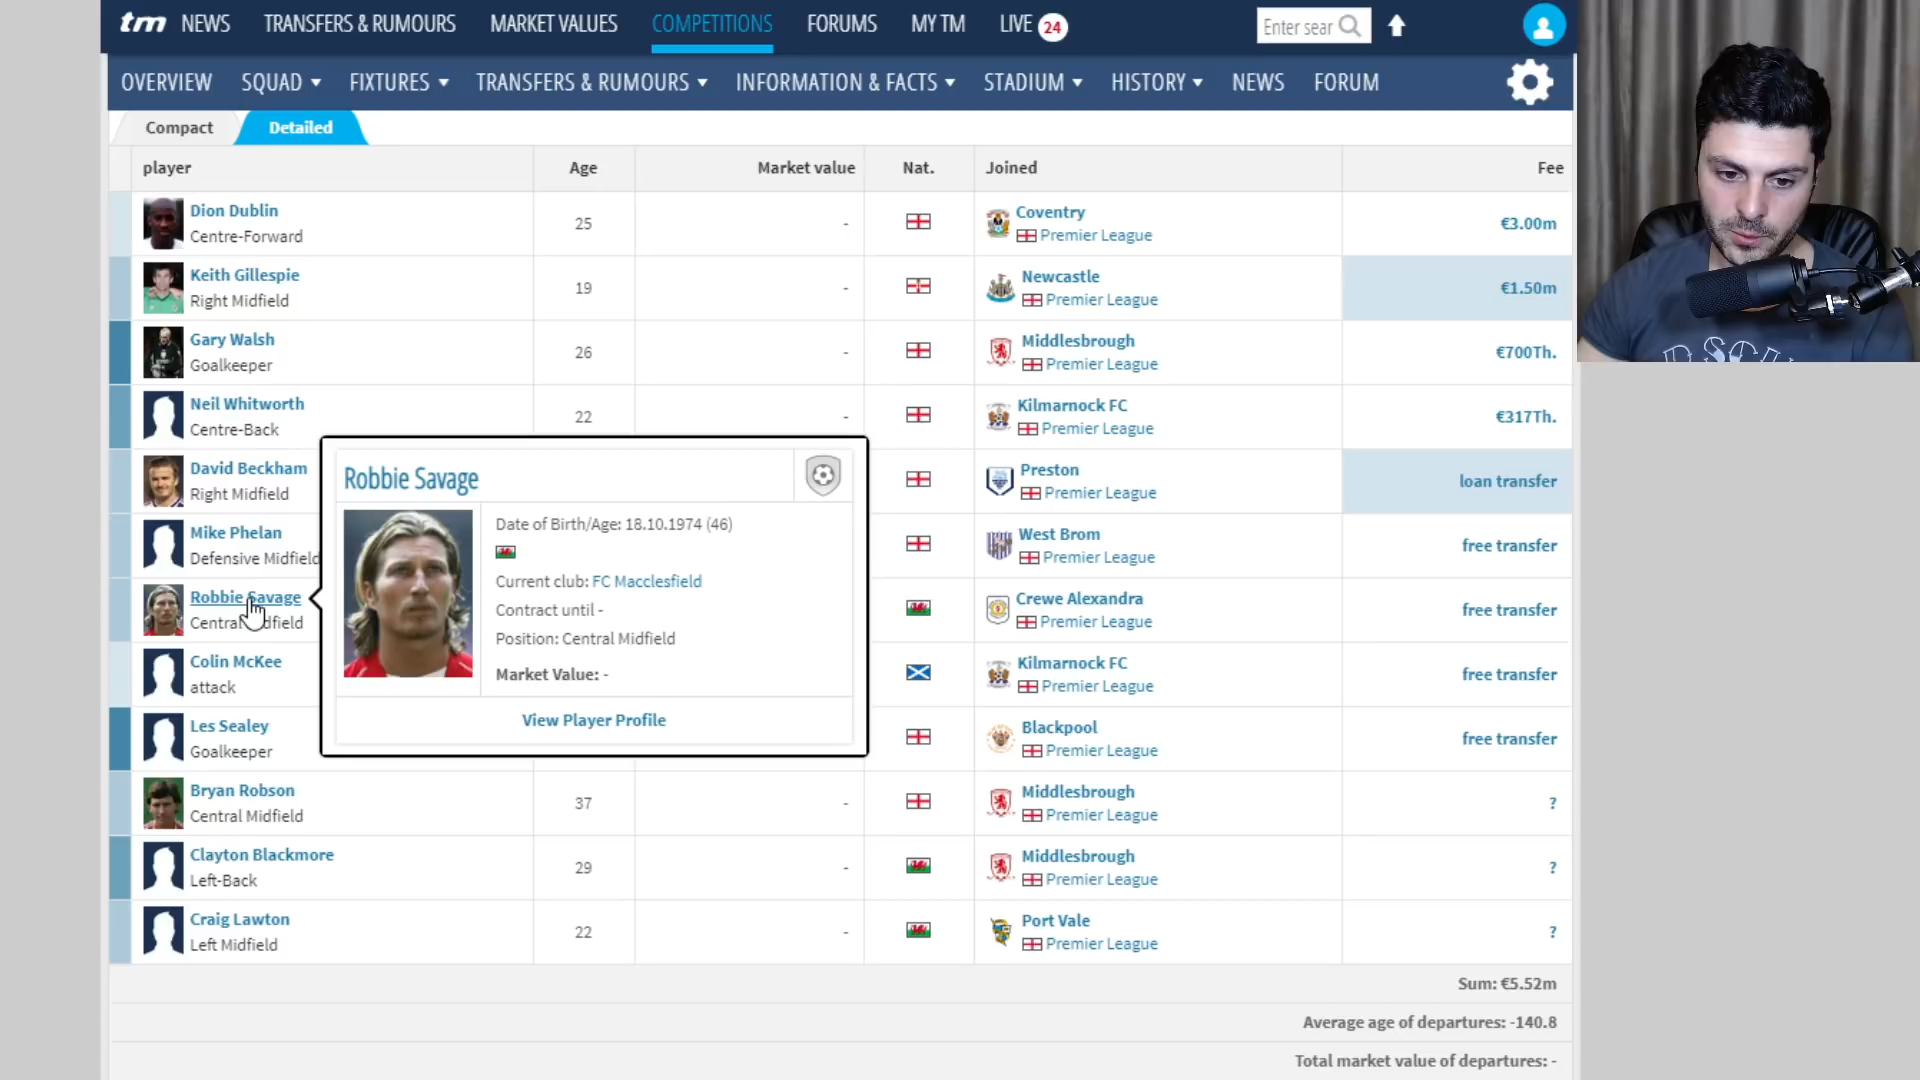 tm NEWS TRANSFERS & RUMOURS MARKET VALUES COMPETITIONS FORUMS MY TM LIVE 24 Enter sear
OVERVIEW SQUAD FIXTURES TRANSFERS & RUMOURS INFORMATION & FACTS STADIUM HISTORY NEWS FORUM
Compact Detailed
player Age Market value Nat. Joined Fee
Dion Dublin Coventry
Centre-Forward 25 - Premier League €3.00m
Keith Gillespie Newcastle
Right Midfield 19 - Premier League €1.50m
Gary Walsh Middlesbrough
Goalkeeper 26 - Premier League €700Th.
Neil Whitworth Kilmarnock FC
Centre-Back 22 - Premier League €317Th.
David Beckham Preston
Right Midfield Premier League loan transfer
Mike Phelan West Brom
Defensive Midfield Premier League free transfer
Robbie Savage Crewe Alexandra
Central Midfield Premier League free transfer
Colin McKee Kilmarnock FC
attack Premier League free transfer
Les Sealey Blackpool
Goalkeeper Premier League free transfer
Bryan Robson Middlesbrough
Central Midfield 37 - Premier League ?
Clayton Blackmore Middlesbrough
Left-Back 29 - Premier League ?
Craig Lawton Port Vale
Left Midfield 22 - Premier League ?
Sum: €5.52m
Average age of departures: -140.8
Total market value of departures: -
Robbie Savage
Date of Birth/Age: 18.10.1974 (46)
Current club: FC Macclesfield
Contract until -
Position: Central Midfield
Market Value: -
View Player Profile